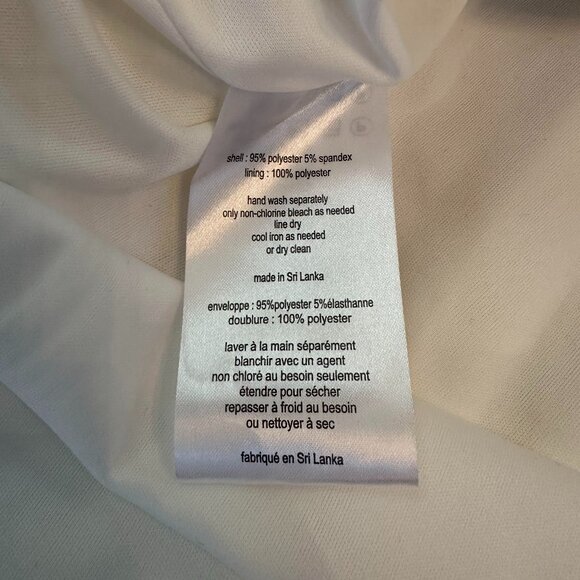 shell : 95% polyester 5% spandex
lining : 100% polyester
hand wash separately
only non-chlorine bleach as needed
line dry
cool iron as needed
or dry clean
made in Sri Lanka
enveloppe : 95%polyester 5%élasthanne
doublure : 100% polyester
laver à la main séparément
blanchir avec un agent
non chloré au besoin seulement
étendre pour sécher
repasser à froid au besoin
ou nettoyer à sec
fabriqué en Sri Lanka